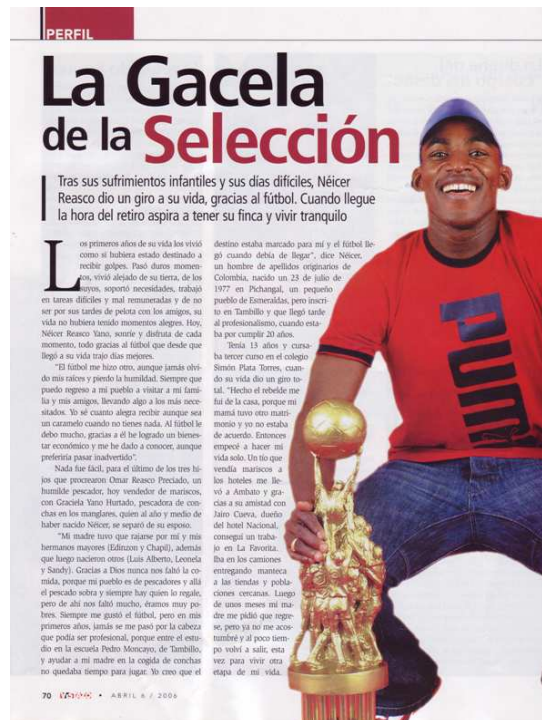 PERFIL
La Gacela
de la Selección
Tras sus sufrimientos infantiles y sus días difíciles, Néicer
Reasco dio un giro a su vida, gracias al fútbol. Cuando llegue
la hora del retiro aspira a tener su finca y vivir tranquilo
Los primeros años de su vida los vivió
como si hubiera estado destinado a
recibir golpes. Pasó duros momen-
tos, vivió alejado de su tierra, de los
suyos, soportó necesidades, trabajó
en tareas difíciles y mal remuneradas y de no
ser por sus tardes de pelota con los amigos, su
vida no hubiera tenido momentos alegres. Hoy,
Néicer Reasco Yano, sonríe y disfruta de cada
momento, todo gracias al fútbol que desde que
llegó a su vida trajo días mejores.
"El fútbol me hizo otro, aunque jamás olvi-
do mis raíces y pierdo la humildad. Siempre que
puedo regreso a mi pueblo a visitar a mi fami-
lia y mis amigos, llevando algo a los más nece-
sitados. Yo sé cuanto alegra recibir aunque sea
un caramelo cuando no tienes nada. Al fútbol le
debo mucho, gracias a él he logrado un bienes-
tar económico y me he dado a conocer, aunque
preferiría pasar inadvertido".
Nada fue fácil, para el último de los tres hi-
jos que procrearon Omar Reasco Preciado, un
humilde pescador, hoy vendedor de mariscos,
con Graciela Yano Hurtado, pescadora de con-
chas en los manglares, quien al año y medio de
haber nacido Néicer, se separó de su esposo.
"Mi madre tuvo que rajarse por mí y mis
hermanos mayores (Edinzon y Chapil), además
que luego nacieron otros (Luis Alberto, Leonela
y Sandy). Gracias a Dios nunca nos faltó la co-
mida, porque mi pueblo es de pescadores y allá
el pescado sobra y siempre hay quien lo regale,
pero de ahí nos faltó mucho, éramos muy po-
bres. Siempre me gustó el fútbol, pero en mis
primeros años, jamás se me pasó por la cabeza
que podía ser profesional, porque entre el estu-
dio en la escuela Pedro Moncayo, de Tambillo,
y ayudar a mi madre en la cogida de conchas
no quedaba tiempo para jugar. Yo creo que el
destino estaba marcado para mí y el fútbol lle-
gó cuando debía de llegar", dice Néicer,
un hombre de apellidos originarios de
Colombia, nacido un 23 de julio de
1977 en Pichangal, un pequeño
pueblo de Esmeraldas, pero inscri-
to en Tambillo y que llegó tarde
al profesionalismo, cuando esta-
ba por cumplir 20 años.
Tenía 13 años y cursa-
ba tercer curso en el colegio
Simón Plata Torres, cuan-
do su vida dio un giro to-
tal. "Hecho el rebelde me
fui de la casa, porque mi
mamá tuvo otro matri-
monio y yo no estaba
de acuerdo. Entonces
empecé a hacer mi
vida solo. Un tío que
vendía mariscos a
los hoteles me lle-
vó a Ambato y gra-
cias a su amistad con
Jairo Cueva, dueño
del hotel Nacional,
conseguí un traba-
jo en La Favorita.
Iba en los camiones
entregando manteca
a las tiendas y pobla-
ciones cercanas. Luego
de unos meses mi ma-
dre me pidió que regre-
se, pero ya no me acos-
tumbré y al poco tiem-
po volví a salir, esta
vez para vivir otra
etapa de mi vida.
PUMA
70 • ABRIL 6 / 2006